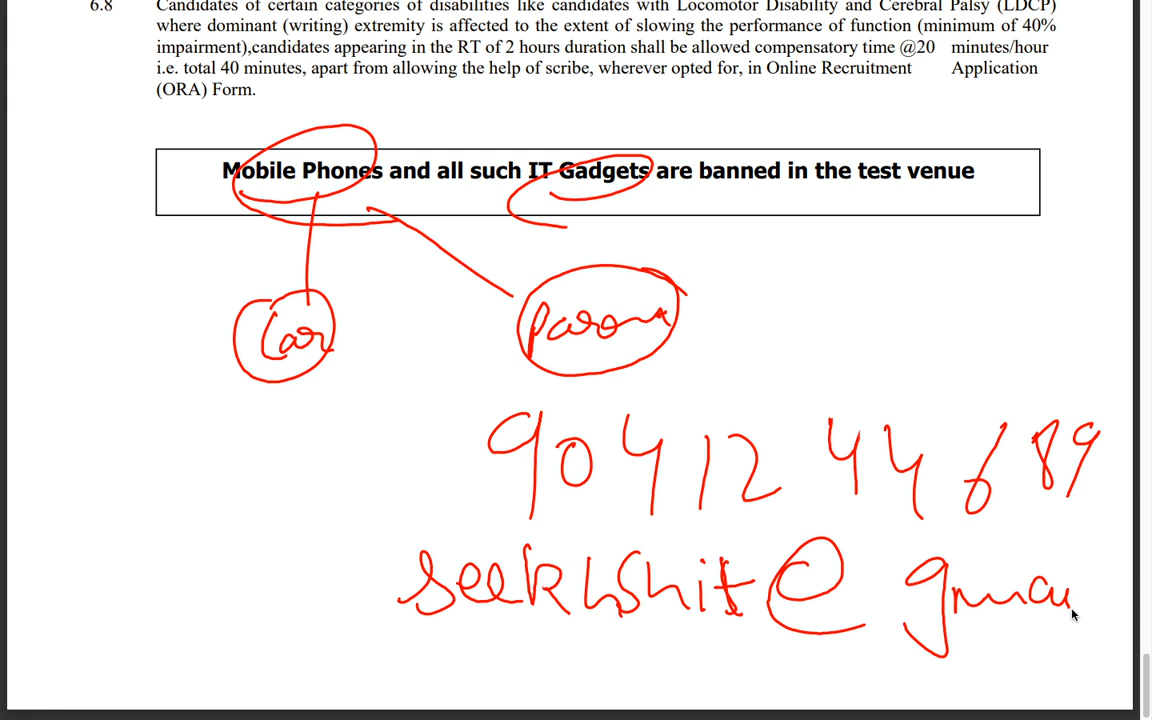 6.8 Candidates of certain categories of disabilities like candidates with Locomotor Disability and Cerebral Palsy (LDCP)
where dominant (writing) extremity is affected to the extent of slowing the performance of function (minimum of 40%
impairment),candidates appearing in the RT of 2 hours duration shall be allowed compensatory time @20 minutes/hour
i.e. total 40 minutes, apart from allowing the help of scribe, wherever opted for, in Online Recruitment Application
(ORA) Form.
Mobile Phones and all such IT Gadgets are banned in the test venue
Car
9041244689